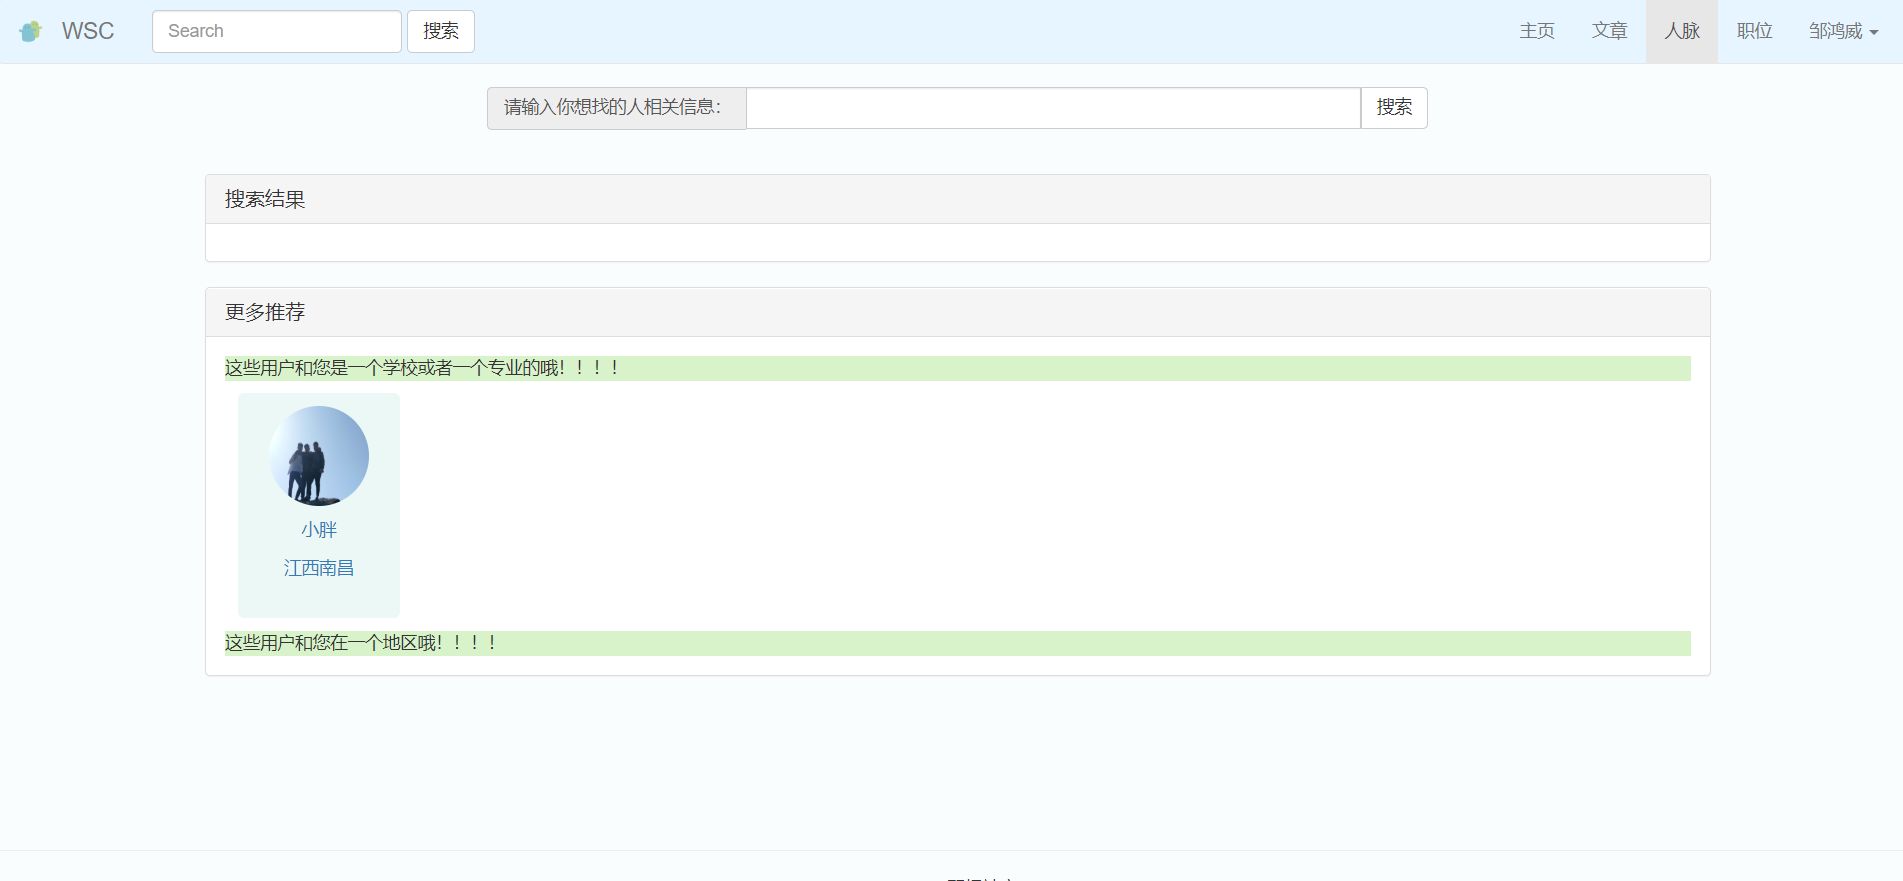 WSC Search 搜索 主页 文章 人脉 职位 邹鸿威
请输入你想找的人相关信息： 搜索
搜索结果
更多推荐
这些用户和您是一个学校或者一个专业的哦！！！！
小胖
江西南昌
这些用户和您在一个地区哦！！！！